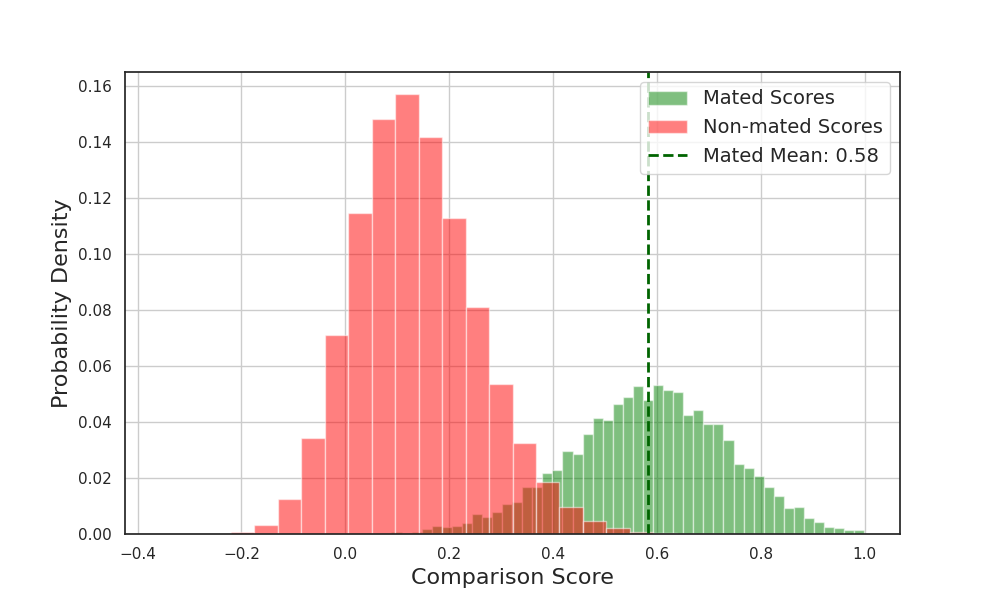 0.16
0.14
0.12
0.10
0.08
0.06
0.04
0.02
0.00
Probability Density
Mated Scores
Non-mated Scores
Mated Mean: 0.58
−0.4 −0.2 0.0 0.2 0.4 0.6 0.8 1.0
Comparison Score